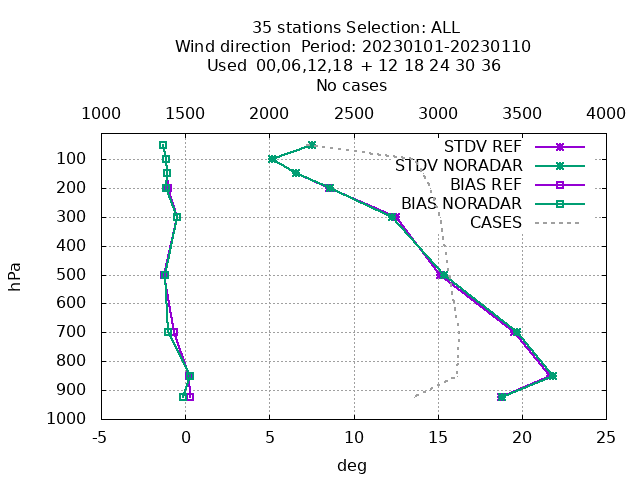 35 stations Selection: ALL
Wind direction  Period: 20230101-20230110
Used  00,06,12,18  + 12 18 24 30 36
No cases
1000 1500 2000 2500 3000 3500 4000
STDV REF
STDV NORADAR
BIAS REF
BIAS NORADAR
CASES
100
200
300
400
500
600
700
800
900
1000
hPa
-5 0 5 10 15 20 25
deg